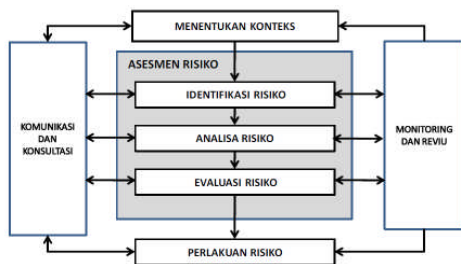 MENENTUKAN KONTEKS
ASESMEN RISIKO
IDENTIFIKASI RISIKO
KOMUNIKASI
DAN
KONSULTASI
ANALISA RISIKO
MONITORING
DAN REVIU
EVALUASI RISIKO
PERLAKUAN RISIKO